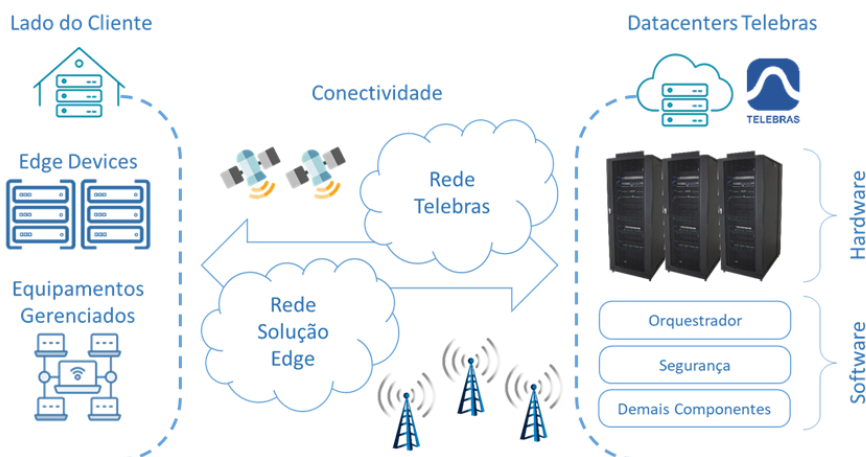 Lado do Cliente
Edge Devices
Equipamentos
Gerenciados
Conectividade
Rede
Telebras
Rede
Solução
Edge
Datacenters Telebras
TELEBRAS
Hardware
Orquestrador
Segurança
Demais Componentes
Software